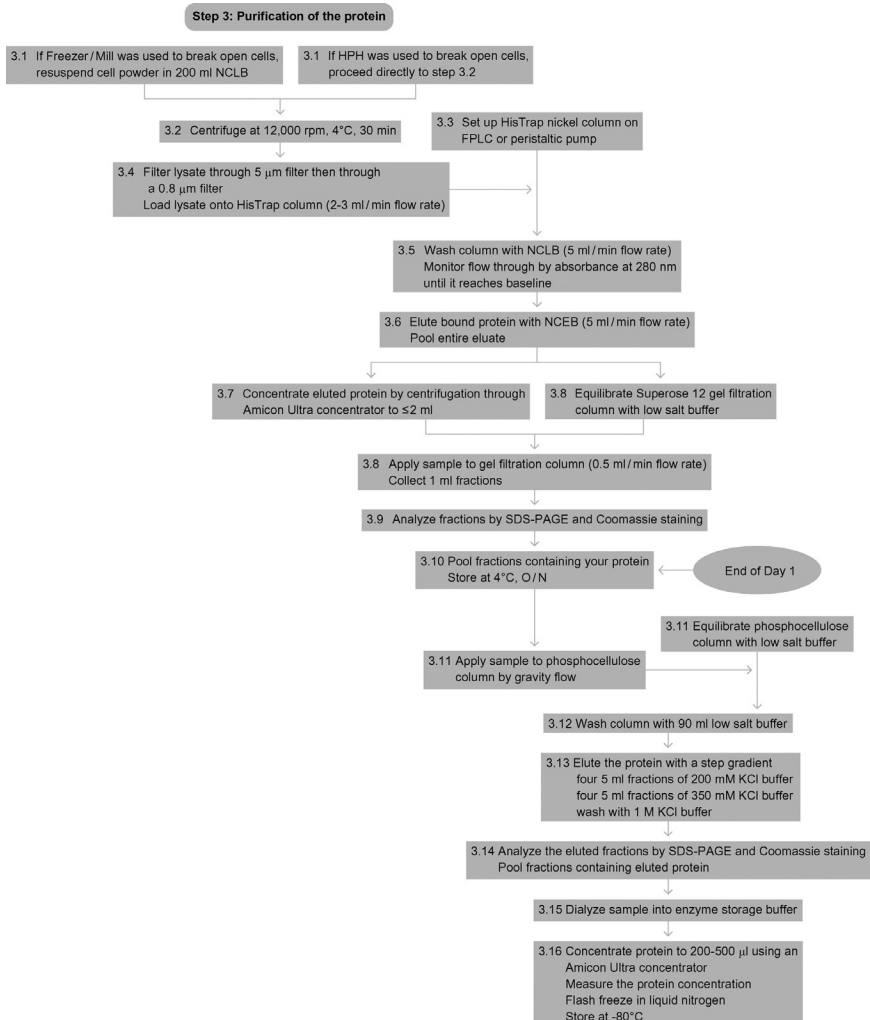 Step 3: Purification of the protein
3.1 If Freezer/Mill was used to break open cells,
resuspend cell powder in 200 ml NCLB
3.1 If HPH was used to break open cells,
proceed directly to step 3.2
3.2 Centrifuge at 12,000 rpm, 4°C, 30 min
3.3 Set up HisTrap nickel column on
FPLC or peristaltic pump
3.4 Filter lysate through 5 μm filter then through
a 0.8 μm filter
Load lysate onto HisTrap column (2-3 ml/min flow rate)
3.5 Wash column with NCLB (5 ml/min flow rate)
Monitor flow through by absorbance at 280 nm
until it reaches baseline
3.6 Elute bound protein with NCEB (5 ml/min flow rate)
Pool entire eluate
3.7 Concentrate eluted protein by centrifugation through
Amicon Ultra concentrator to ≤2 ml
3.8 Equilibrate Superose 12 gel filtration
column with low salt buffer
3.8 Apply sample to gel filtration column (0.5 ml/min flow rate)
Collect 1 ml fractions
3.9 Analyze fractions by SDS-PAGE and Coomassie staining
3.10 Pool fractions containing your protein
Store at 4°C, O/N
End of Day 1
3.11 Equilibrate phosphocellulose
column with low salt buffer
3.11 Apply sample to phosphocellulose
column by gravity flow
3.12 Wash column with 90 ml low salt buffer
3.13 Elute the protein with a step gradient
four 5 ml fractions of 200 mM KCl buffer
four 5 ml fractions of 350 mM KCl buffer
wash with 1 M KCl buffer
3.14 Analyze the eluted fractions by SDS-PAGE and Coomassie staining
Pool fractions containing eluted protein
3.15 Dialyze sample into enzyme storage buffer
3.16 Concentrate protein to 200-500 μl using an
Amicon Ultra concentrator
Measure the protein concentration
Flash freeze in liquid nitrogen
Store at -80°C